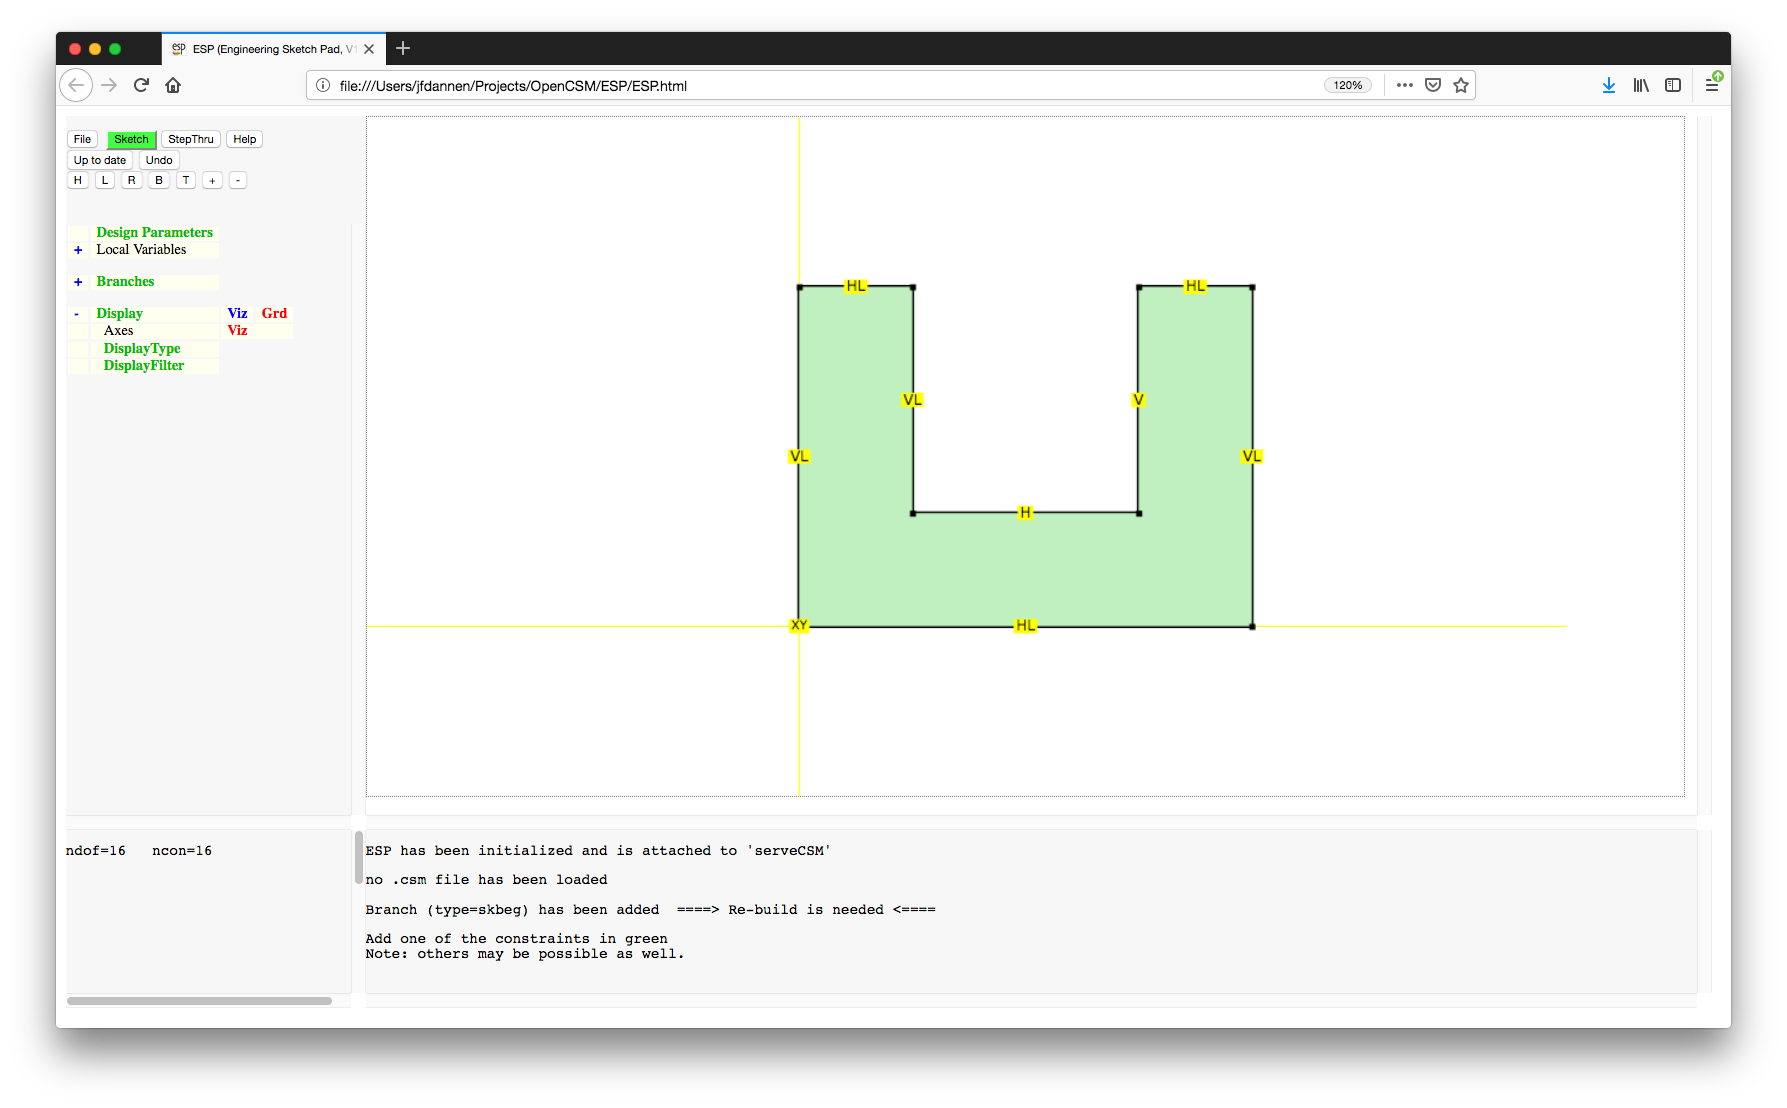 esp ESP (Engineering Sketch Pad, V1
file:///Users/jfdannen/Projects/OpenCSM/ESP/ESP.html 120%
File Sketch StepThru Help
Up to date Undo
H L R B T + -
Design Parameters
+ Local Variables
+ Branches
- Display Viz Grd
Axes Viz
DisplayType
DisplayFilter
HL HL
VL V
VL VL
H
XY HL
ndof=16 ncon=16
ESP has been initialized and is attached to 'serveCSM'
no .csm file has been loaded
Branch (type=skbeg) has been added ====> Re-build is needed <====
Add one of the constraints in green
Note: others may be possible as well.